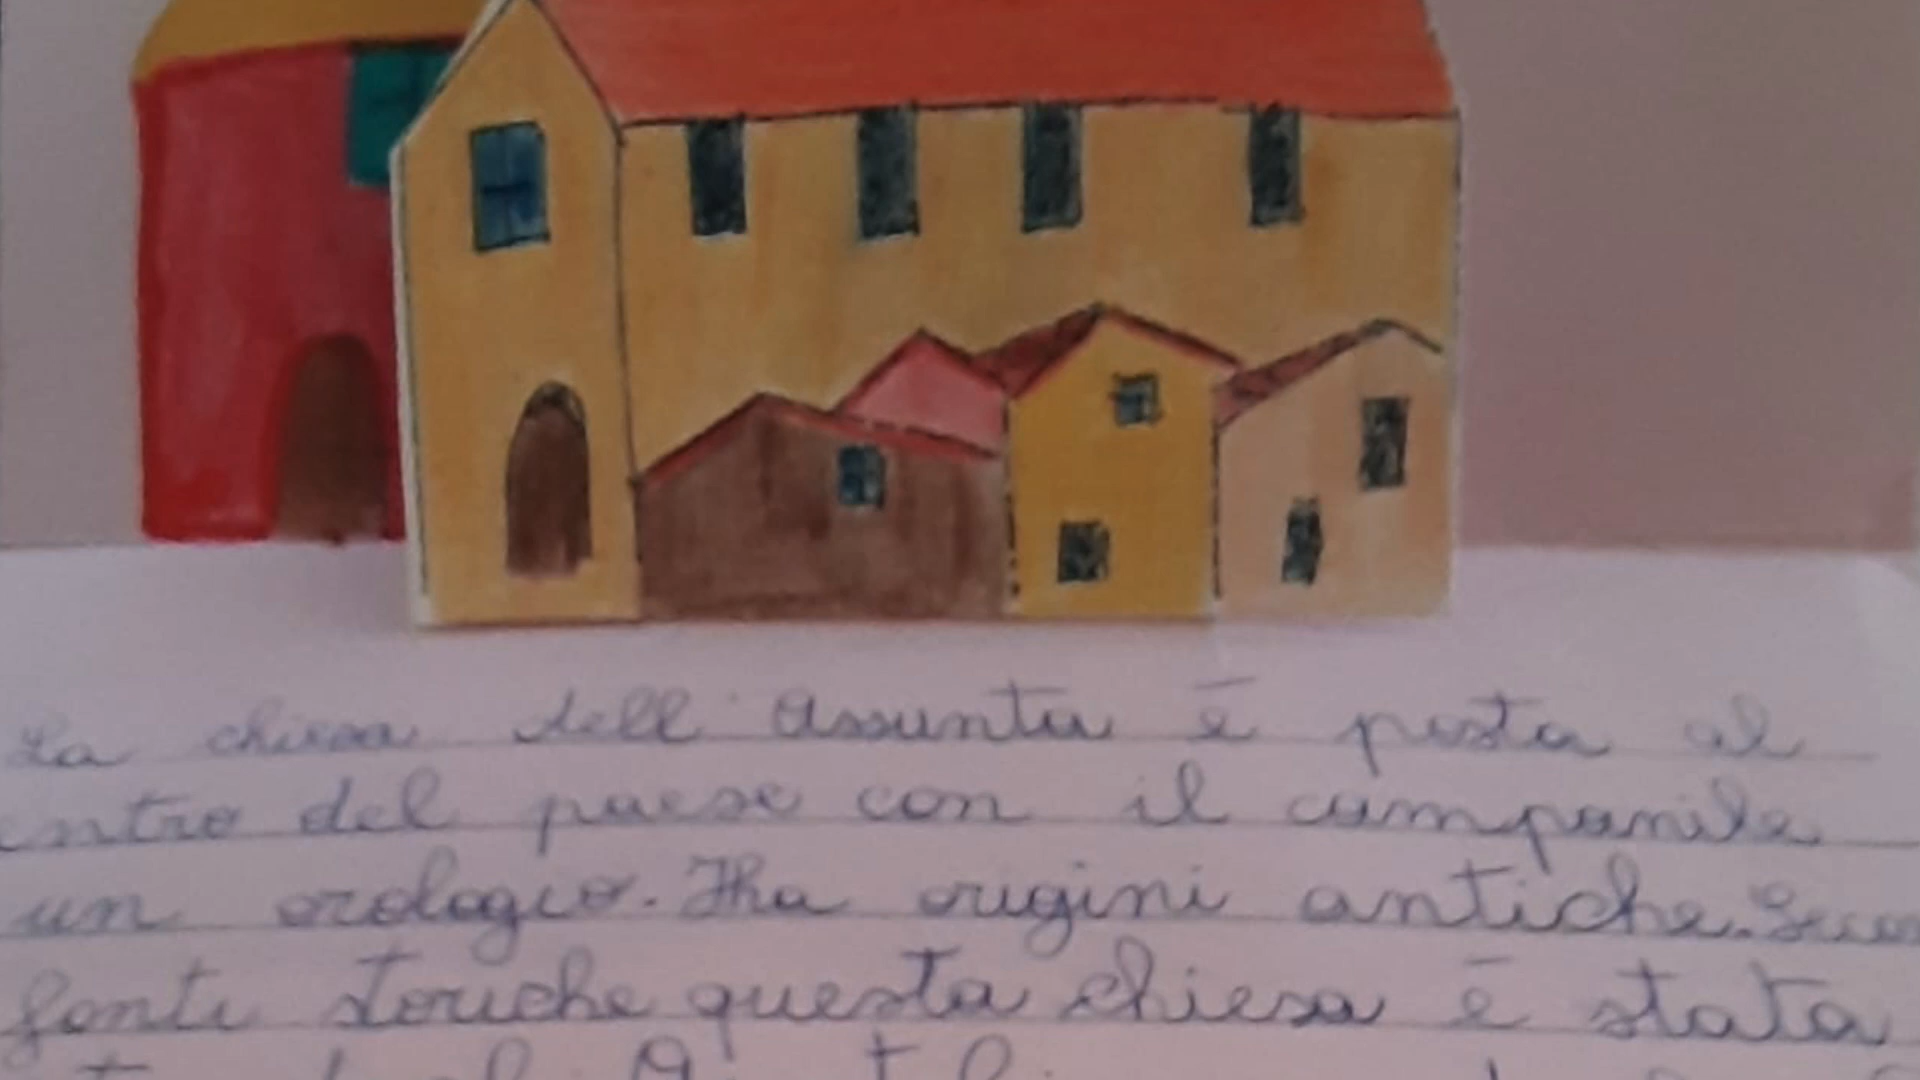 La chiesa dell'Assunta è posta al
entro del paese con il campanile
un orologio. Ha origini antiche. Secon
fonti storiche questa chiesa è stata